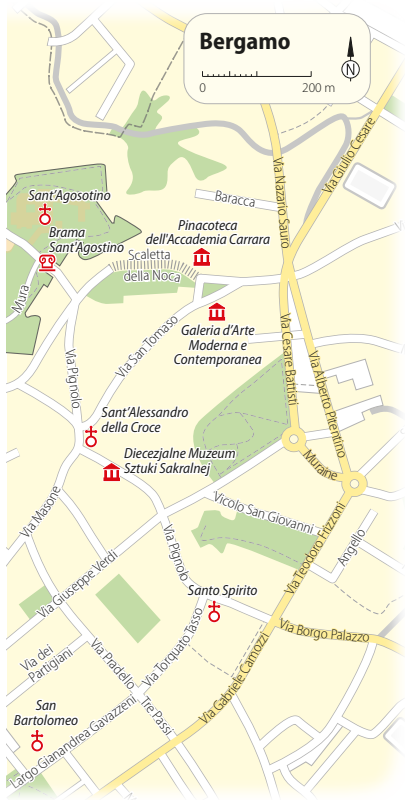 Bergamo
0
200 m
N
Via Giulio Cesare
Via Nazario Sauro
Sant'Agosotino
Baracca
Brama
Sant'Agostino
Pinacoteca
dell'Accademia Carrara
Scaletta
della Noca
Mura
Galeria d'Arte
Moderna e
Contemporanea
Via San Tomaso
Via Cesare Battisti
Via Pignolo
Via Alberto Pitentino
Sant'Alessandro
della Croce
Diecezjalne Muzeum
Sztuki Sakralnej
Muraine
Via Masone
Vicolo San Giovanni
Via Pignolo
Via Teodoro Frizzoni
Angello
Via Giuseppe Verdi
Santo Spirito
Via Borgo Palazzo
Via Torquato Tasso
Via dei
Partigiani
Via Pradello
Via Gabriele Camozzi
San
Bartolomeo
Tre Passi
Largo Gianandrea Gavazzeni